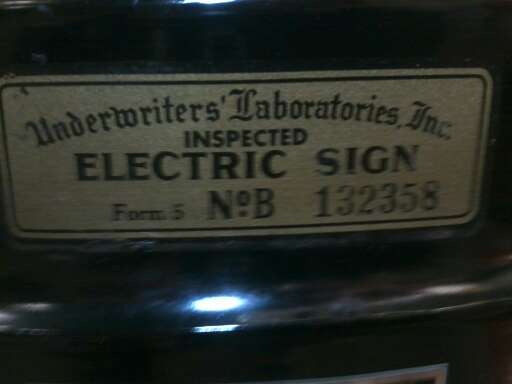 Underwriters' Laboratories, Inc.
INSPECTED
ELECTRIC SIGN
Form 5 NºB 132358